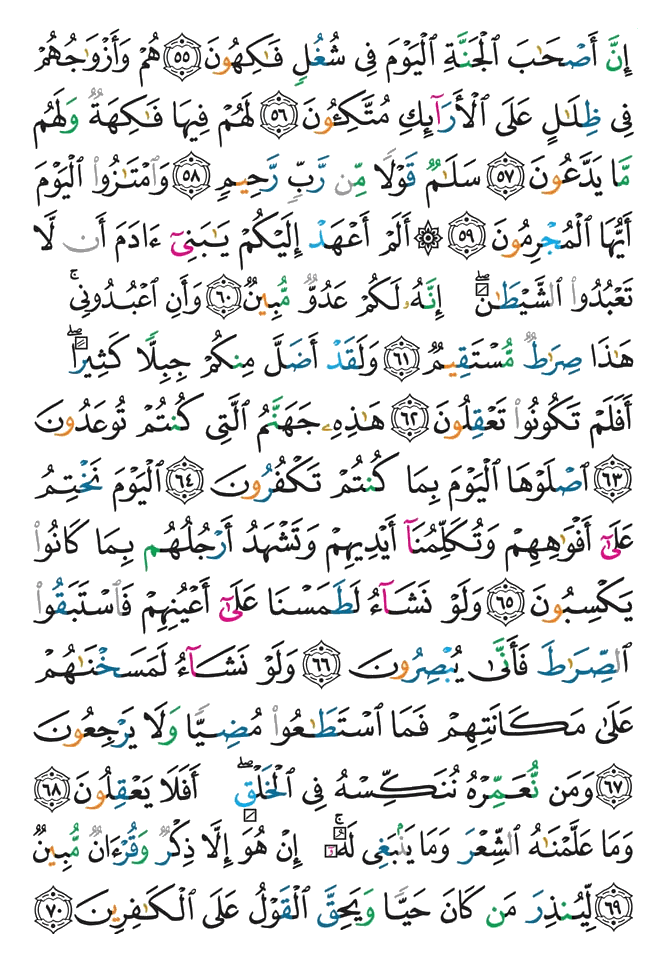 إِنَّ أَصْحَٰبَ ٱلْجَنَّةِ ٱلْيَوْمَ فِى شُغُلٍ فَٰكِهُونَ ٥٥ هُمْ وَأَزْوَٰجُهُمْ
فِى ظِلَٰلٍ عَلَى ٱلْأَرَآئِكِ مُتَّكِـُٔونَ ٥٦ لَهُمْ فِيهَا فَٰكِهَةٌ وَلَهُم
مَّا يَدَّعُونَ ٥٧ سَلَٰمٌ قَوْلًا مِّن رَّبٍّ رَّحِيمٍ ٥٨ وَٱمْتَٰزُوا۟ ٱلْيَوْمَ
أَيُّهَا ٱلْمُجْرِمُونَ ٥٩ ۞ أَلَمْ أَعْهَدْ إِلَيْكُمْ يَٰبَنِىٓ ءَادَمَ أَن لَّا
تَعْبُدُوا۟ ٱلشَّيْطَٰنَ ۖ إِنَّهُۥ لَكُمْ عَدُوٌّ مُّبِينٌ ٦٠ وَأَنِ ٱعْبُدُونِى ۚ
هَٰذَا صِرَٰطٌ مُّسْتَقِيمٌ ٦١ وَلَقَدْ أَضَلَّ مِنكُمْ جِبِلًّا كَثِيرًا ۖ
أَفَلَمْ تَكُونُوا۟ تَعْقِلُونَ ٦٢ هَٰذِهِۦ جَهَنَّمُ ٱلَّتِى كُنتُمْ تُوعَدُونَ
٦٣ ٱصْلَوْهَا ٱلْيَوْمَ بِمَا كُنتُمْ تَكْفُرُونَ ٦٤ ٱلْيَوْمَ نَخْتِمُ
عَلَىٰٓ أَفْوَٰهِهِمْ وَتُكَلِّمُنَآ أَيْدِيهِمْ وَتَشْهَدُ أَرْجُلُهُم بِمَا كَانُوا۟
يَكْسِبُونَ ٦٥ وَلَوْ نَشَآءُ لَطَمَسْنَا عَلَىٰٓ أَعْيُنِهِمْ فَٱسْتَبَقُوا۟
ٱلصِّرَٰطَ فَأَنَّىٰ يُبْصِرُونَ ٦٦ وَلَوْ نَشَآءُ لَمَسَخْنَٰهُمْ
عَلَىٰ مَكَانَتِهِمْ فَمَا ٱسْتَطَٰعُوا۟ مُضِيًّا وَلَا يَرْجِعُونَ
٦٧ وَمَن نُّعَمِّرْهُ نُنَكِّسْهُ فِى ٱلْخَلْقِ ۖ أَفَلَا يَعْقِلُونَ ٦٨
وَمَا عَلَّمْنَٰهُ ٱلشِّعْرَ وَمَا يَنۢبَغِى لَهُۥٓ ۚ إِنْ هُوَ إِلَّا ذِكْرٌ وَقُرْءَانٌ مُّبِينٌ
٦٩ لِّيُنذِرَ مَن كَانَ حَيًّا وَيَحِقَّ ٱلْقَوْلُ عَلَى ٱلْكَٰفِرِينَ ٧٠